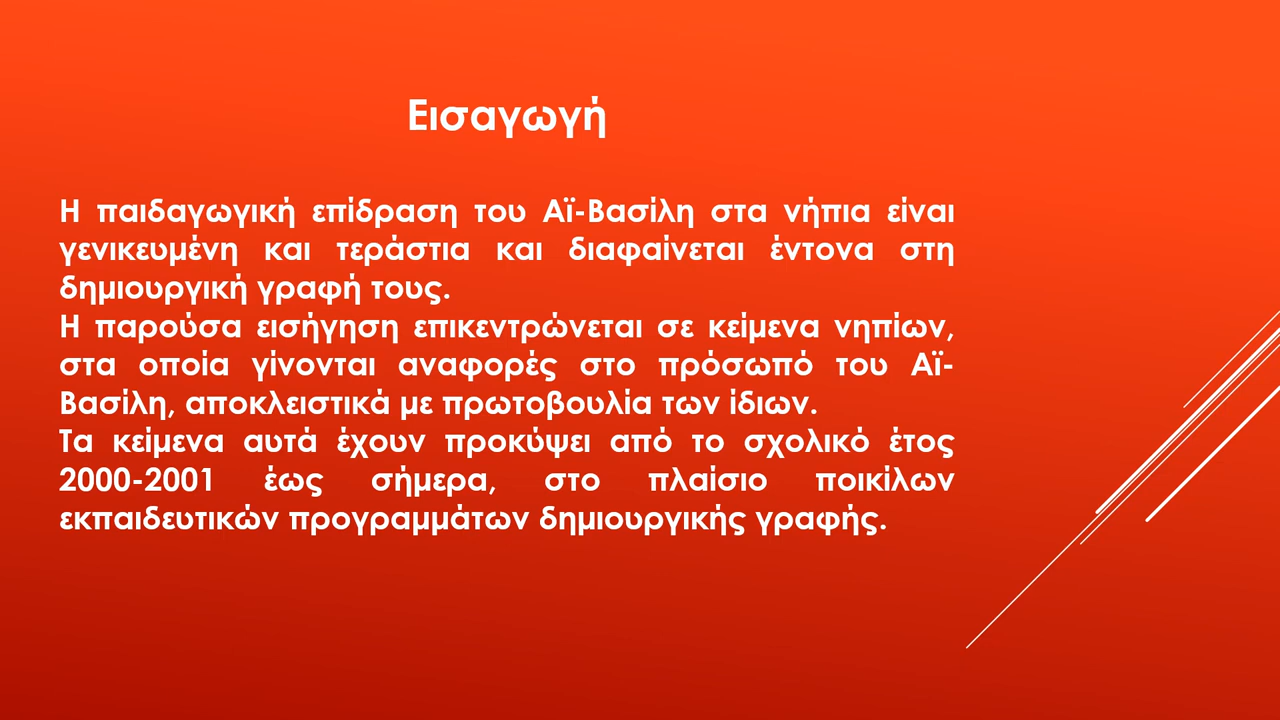 Εισαγωγή
Η παιδαγωγική επίδραση του Αϊ-Βασίλη στα νήπια είναι
γενικευμένη και τεράστια και διαφαίνεται έντονα στη
δημιουργική γραφή τους.
Η παρούσα εισήγηση επικεντρώνεται σε κείμενα νηπίων,
στα οποία γίνονται αναφορές στο πρόσωπό του Αϊ-
Βασίλη, αποκλειστικά με πρωτοβουλία των ίδιων.
Τα κείμενα αυτά έχουν προκύψει από το σχολικό έτος
2000-2001 έως σήμερα, στο πλαίσιο ποικίλων
εκπαιδευτικών προγραμμάτων δημιουργικής γραφής.